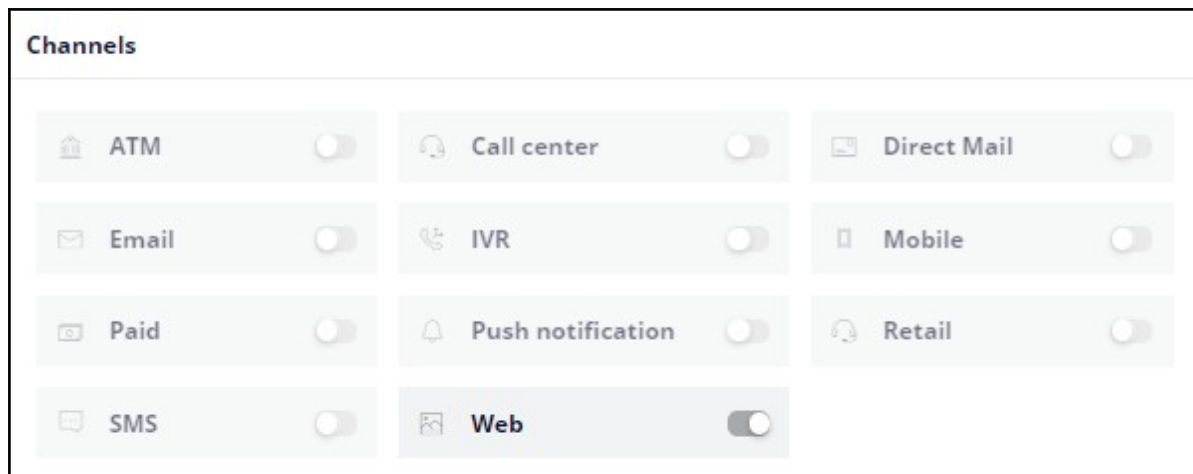 Channels
ATM Call center Direct Mail
Email IVR Mobile
Paid Push notification Retail
SMS Web